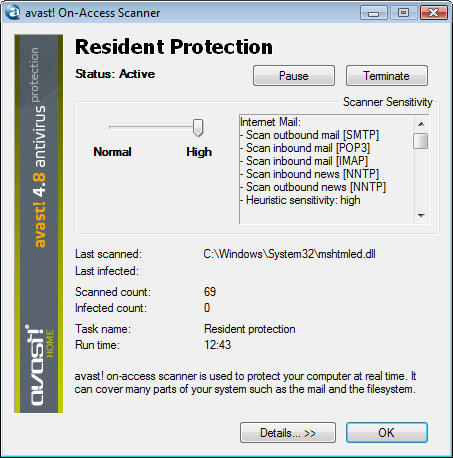 avast! On-Access Scanner
avast! 4.8 antivirus protection
avast! HOME
Resident Protection
Status: Active
Pause
Terminate
Scanner Sensitivity
Normal
High
Internet Mail:
- Scan outbound mail [SMTP]
- Scan inbound mail [POP3]
- Scan inbound mail [IMAP]
- Scan inbound news [NNTP]
- Scan outbound news [NNTP]
- Heuristic sensitivity: high
Last scanned: C:\Windows\System32\mshtmled.dll
Last infected:
Scanned count: 69
Infected count: 0
Task name: Resident protection
Run time: 12:43
avast! on-access scanner is used to protect your computer at real time. It
can cover many parts of your system such as the mail and the filesystem.
Details... >>
OK